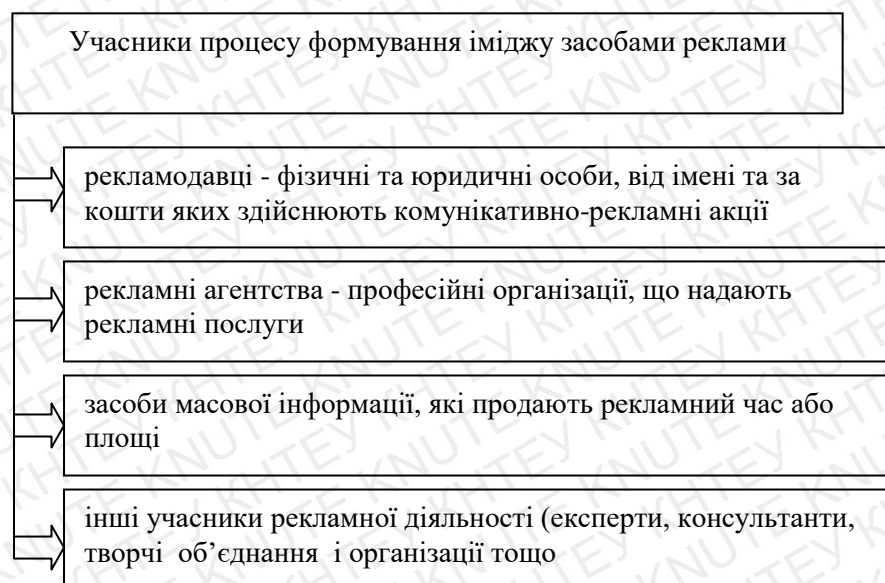 Учасники процесу формування іміджу засобами реклами
рекламодавці - фізичні та юридичні особи, від імені та за
кошти яких здійснюють комунікативно-рекламні акції
рекламні агентства - професійні організації, що надають
рекламні послуги
засоби масової інформації, які продають рекламний час або
площі
інші учасники рекламної діяльності (експерти, консультанти,
творчі об’єднання і організації тощо